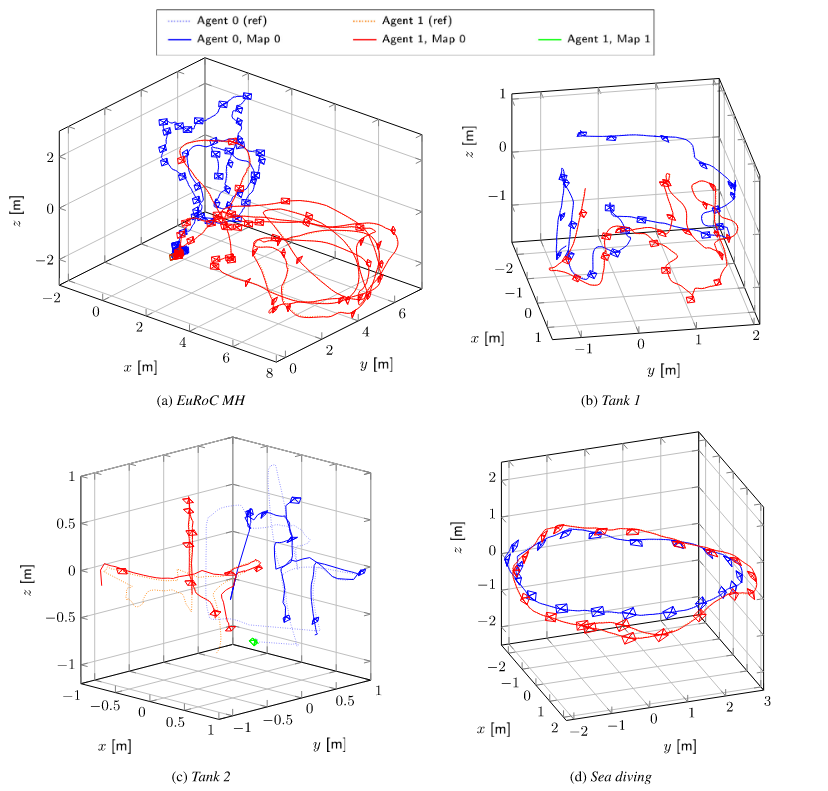 Agent 0 (ref)
Agent 1 (ref)
Agent 0, Map 0
Agent 1, Map 0
Agent 1, Map 1
2
0
−2
z [m]
−2
0
2
4
6
8
x [m]
0
2
4
6
y [m]
(a) EuRoC MH
1
0
−1
z [m]
−2
−1
0
1
x [m]
−1
0
1
2
y [m]
(b) Tank 1
1
0.5
0
−0.5
−1
z [m]
−1
−0.5
0
0.5
1
x [m]
−1
−0.5
0
0.5
1
y [m]
(c) Tank 2
2
1
0
−1
−2
z [m]
−2
−1
0
1
2
x [m]
−2
−1
0
1
2
3
y [m]
(d) Sea diving